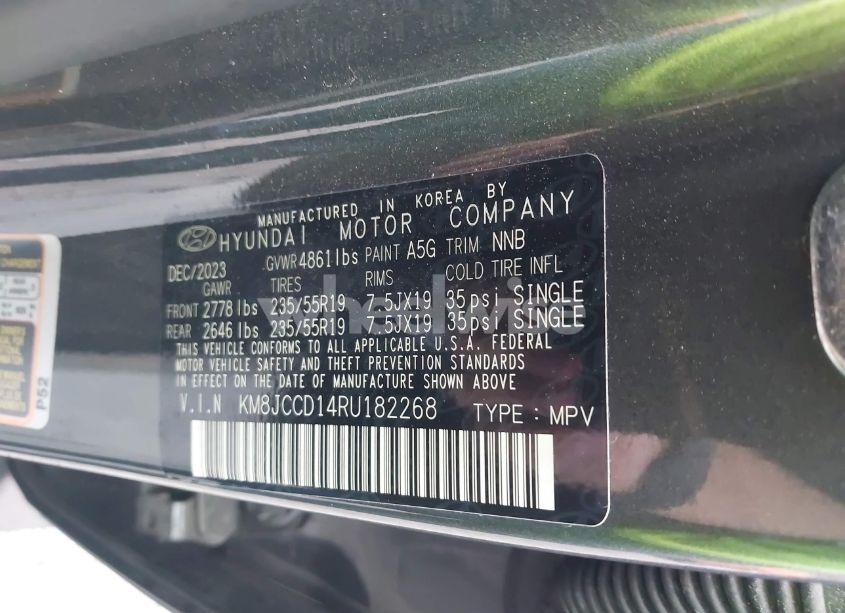 MANUFACTURED IN KOREA BY
HYUNDAI MOTOR COMPANY
DEC/2023 GVWR 4861lbs PAINT A5G TRIM NNB
GAWR TIRES RIMS COLD TIRE INFL
FRONT 2778 lbs 235/55R19 7.5JX19 35psi SINGLE
REAR 2646 lbs 235/55R19 7.5JX19 35psi SINGLE
THIS VEHICLE CONFORMS TO ALL APPLICABLE U.S.A. FEDERAL
MOTOR VEHICLE SAFETY AND THEFT PREVENTION STANDARDS
IN EFFECT ON THE DATE OF MANUFACTURE SHOWN ABOVE
V.I.N KM8JCCD14RU182268 TYPE : MPV
P52